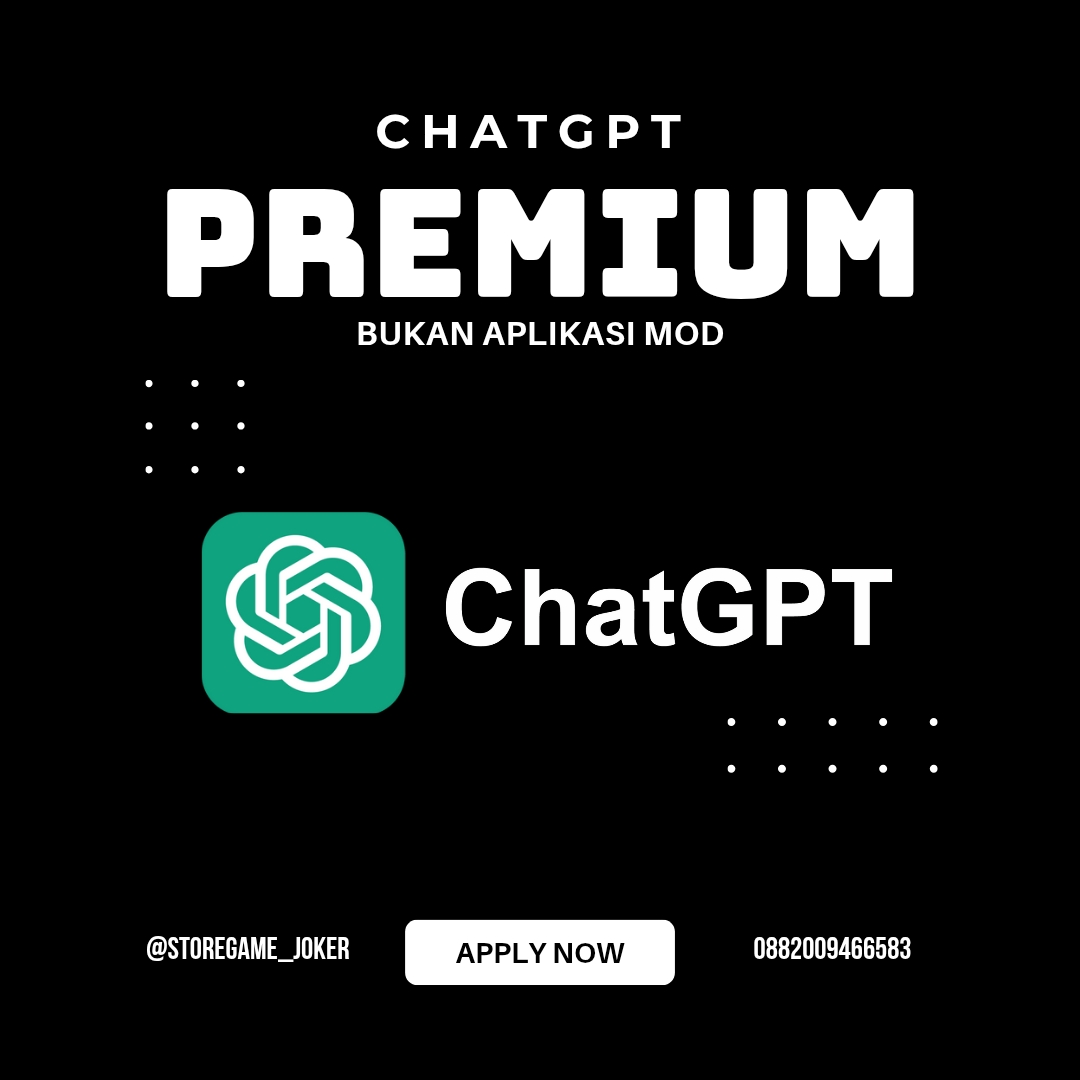 CHATGPT
PREMIUM
BUKAN APLIKASI MOD
ChatGPT
@STOREGAME_JOKER
APPLY NOW
0882009466583